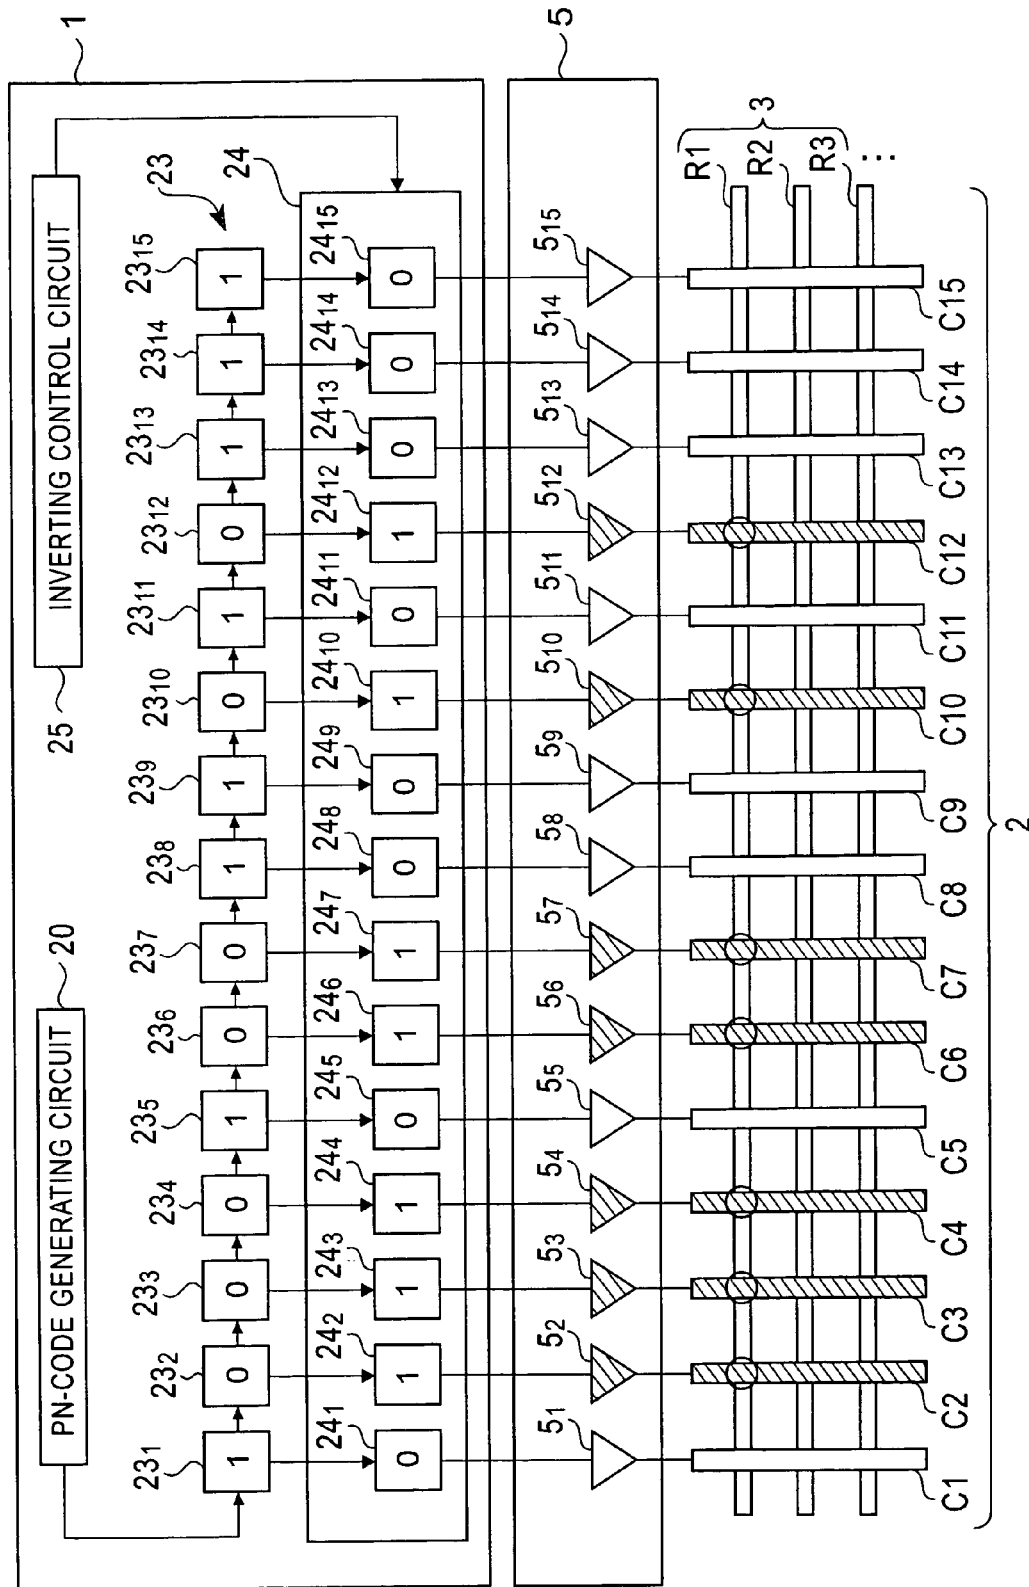 PN-CODE GENERATING CIRCUIT 20
25 INVERTING CONTROL CIRCUIT
1
23
23₁ 23₂ 23₃ 23₄ 23₅ 23₆ 23₇ 23₈ 23₉ 23₁₀ 23₁₁ 23₁₂ 23₁₃ 23₁₄ 23₁₅
1 0 0 0 1 0 0 1 1 0 1 0 1 1 1
24
24₁ 24₂ 24₃ 24₄ 24₅ 24₆ 24₇ 24₈ 24₉ 24₁₀ 24₁₁ 24₁₂ 24₁₃ 24₁₄ 24₁₅
0 1 1 1 0 1 1 0 0 1 0 1 0 0 0
5
5₁ 5₂ 5₃ 5₄ 5₅ 5₆ 5₇ 5₈ 5₉ 5₁₀ 5₁₁ 5₁₂ 5₁₃ 5₁₄ 5₁₅
R1
R2
R3
...
3
C1 C2 C3 C4 C5 C6 C7 C8 C9 C10 C11 C12 C13 C14 C15
2